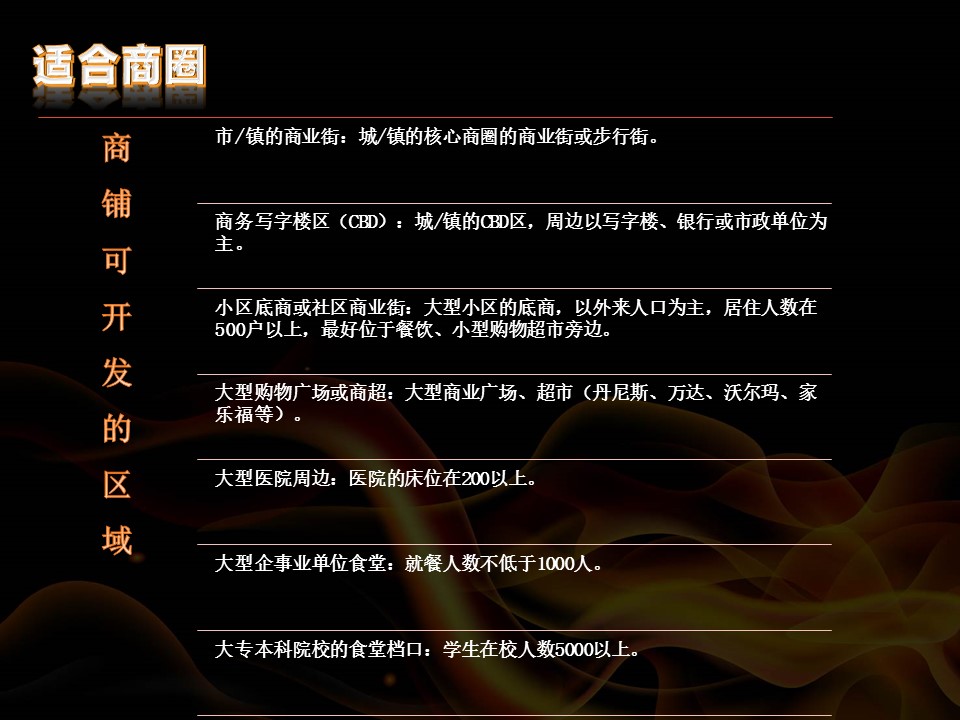 适合商圈
商
铺
可
开
发
的
区
域
市/镇的商业街：城/镇的核心商圈的商业街或步行街。
商务写字楼区（CBD）：城/镇的CBD区，周边以写字楼、银行或市政单位为
主。
小区底商或社区商业街：大型小区的底商，以外来人口为主，居住人数在
500户以上，最好位于餐饮、小型购物超市旁边。
大型购物广场或商超：大型商业广场、超市（丹尼斯、万达、沃尔玛、家
乐福等）。
大型医院周边：医院的床位在200以上。
大型企事业单位食堂：就餐人数不低于1000人。
大专本科院校的食堂档口：学生在校人数5000以上。